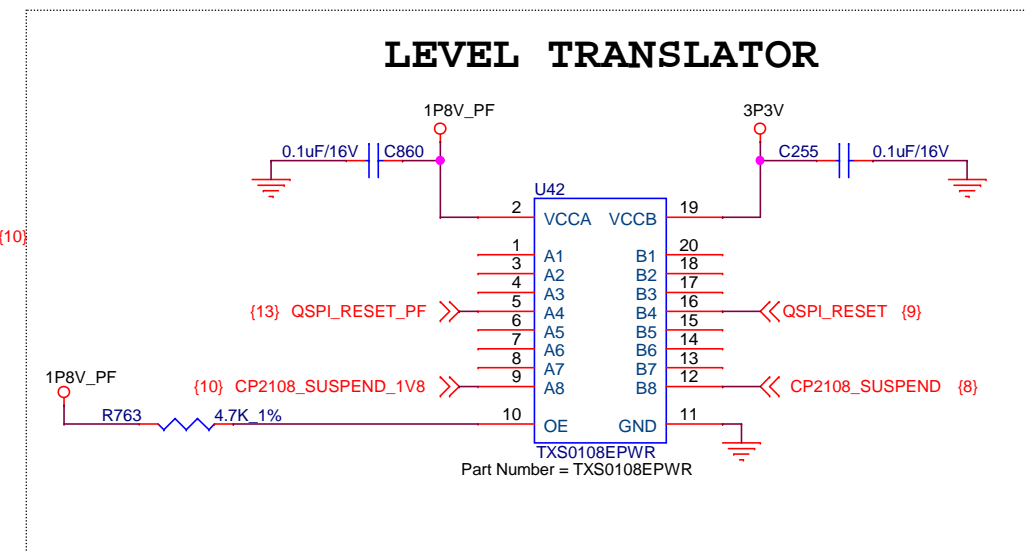 LEVEL TRANSLATOR
1P8V_PF
3P3V
0.1uF/16V C860
C255 0.1uF/16V
U42
2 VCCA VCCB 19
{10}
1 A1 B1 20
3 A2 B2 18
4 A3 B3 17
{13} QSPI_RESET_PF 5 A4 B4 16 QSPI_RESET {9}
6 A5 B5 15
7 A6 B6 14
8 A7 B7 13
1P8V_PF
{10} CP2108_SUSPEND_1V8 9 A8 B8 12 CP2108_SUSPEND {8}
R763 4.7K_1% 10 OE GND 11
TXS0108EPWR
Part Number = TXS0108EPWR